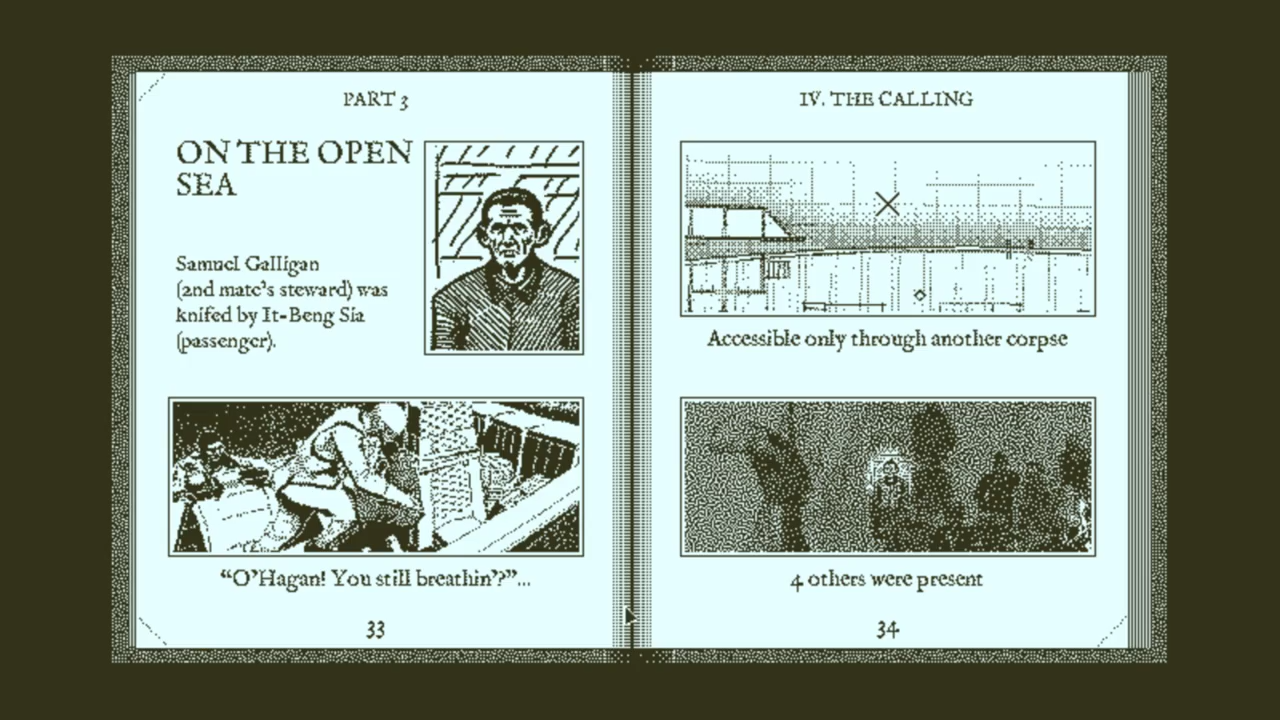 PART 3
ON THE OPEN
SEA
Samuel Galligan
(2nd mate's steward) was
knifed by It-Beng Sia
(passenger).
"O'Hagan! You still breathin'?"...
33
IV. THE CALLING
Accessible only through another corpse
4 others were present
34